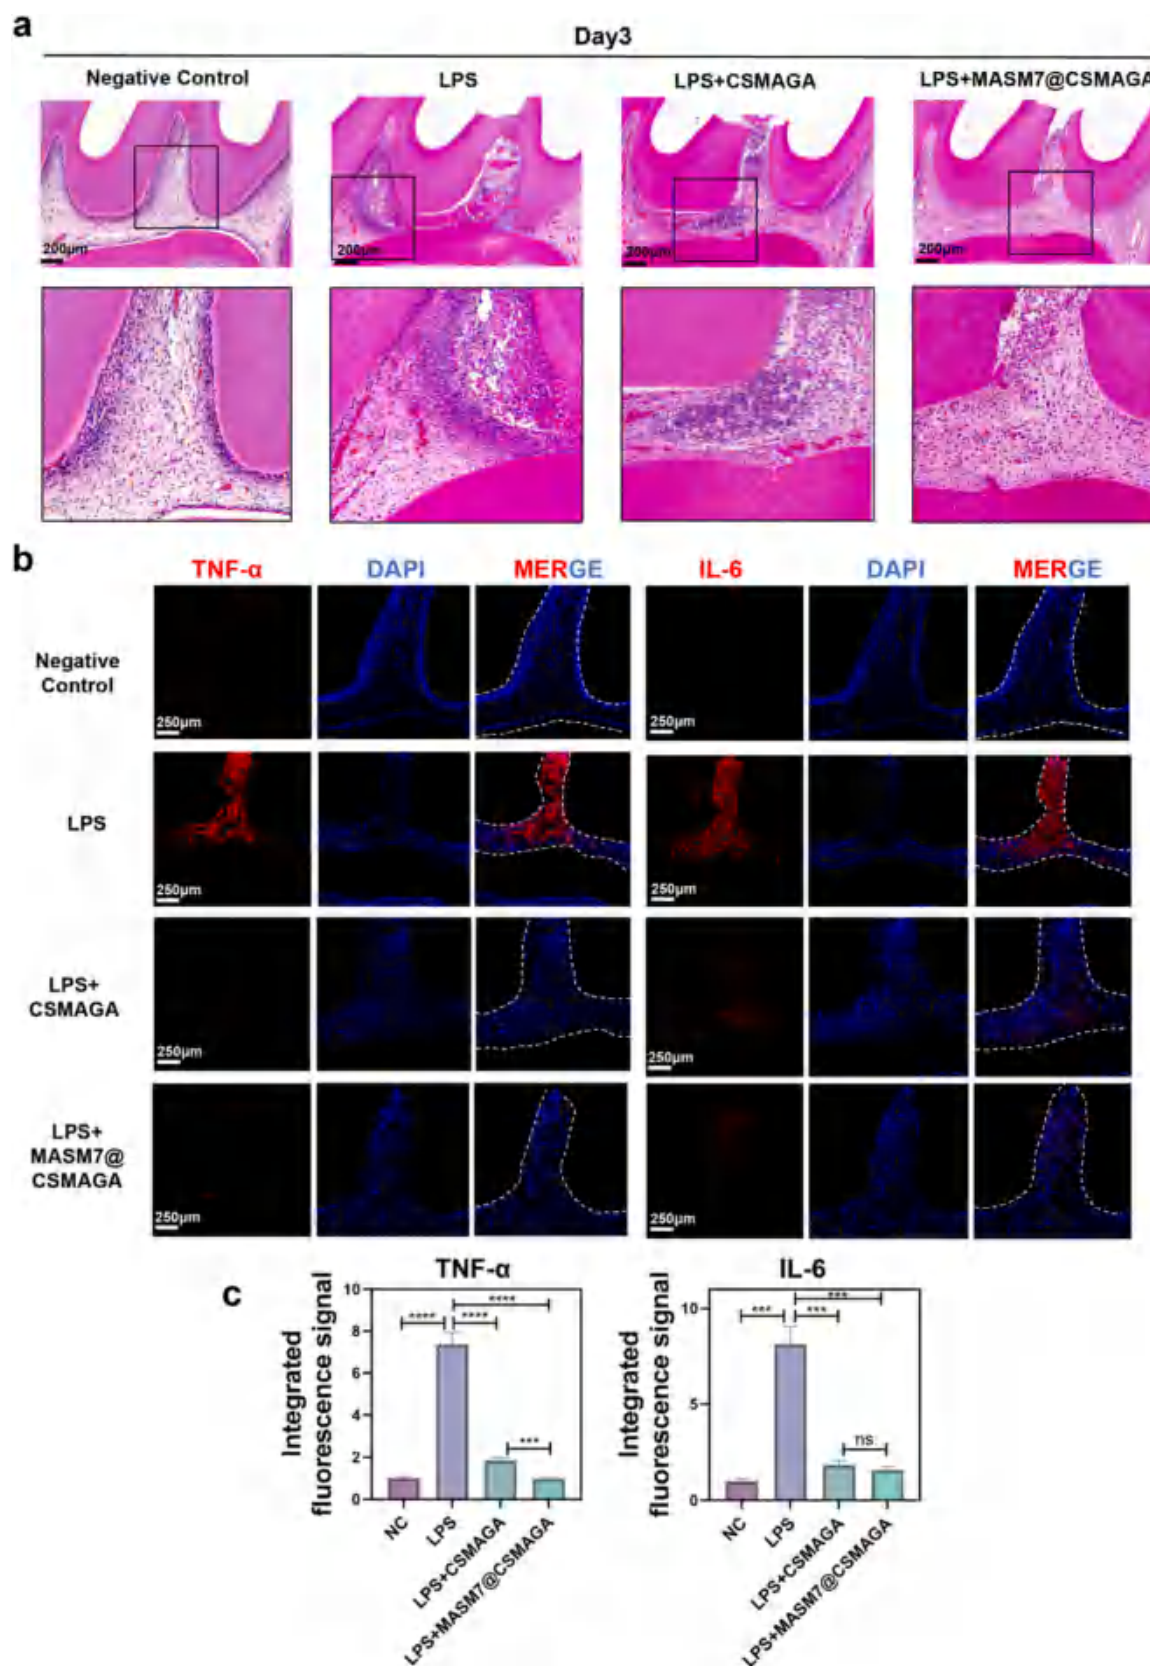 a
Day3
Negative Control
LPS
LPS+CSMAGA
LPS+MASM7@CSMAGA
200μm
200μm
200μm
200μm
b
TNF-α
DAPI
MERGE
IL-6
DAPI
MERGE
Negative
Control
250μm
250μm
LPS
250μm
250μm
LPS+
CSMAGA
250μm
250μm
LPS+
MASM7@
CSMAGA
250μm
250μm
c
TNF-α
Integrated
fluorescence signal
10
8
6
4
2
0
****
****
****
***
NC
LPS
LPS+CSMAGA
LPS+MASM7@CSMAGA
IL-6
Integrated
fluorescence signal
10
5
0
***
***
***
ns
NC
LPS
LPS+CSMAGA
LPS+MASM7@CSMAGA